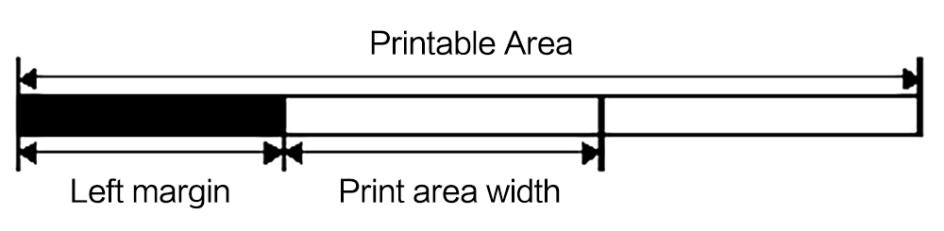 Printable Area
Left margin
Print area width